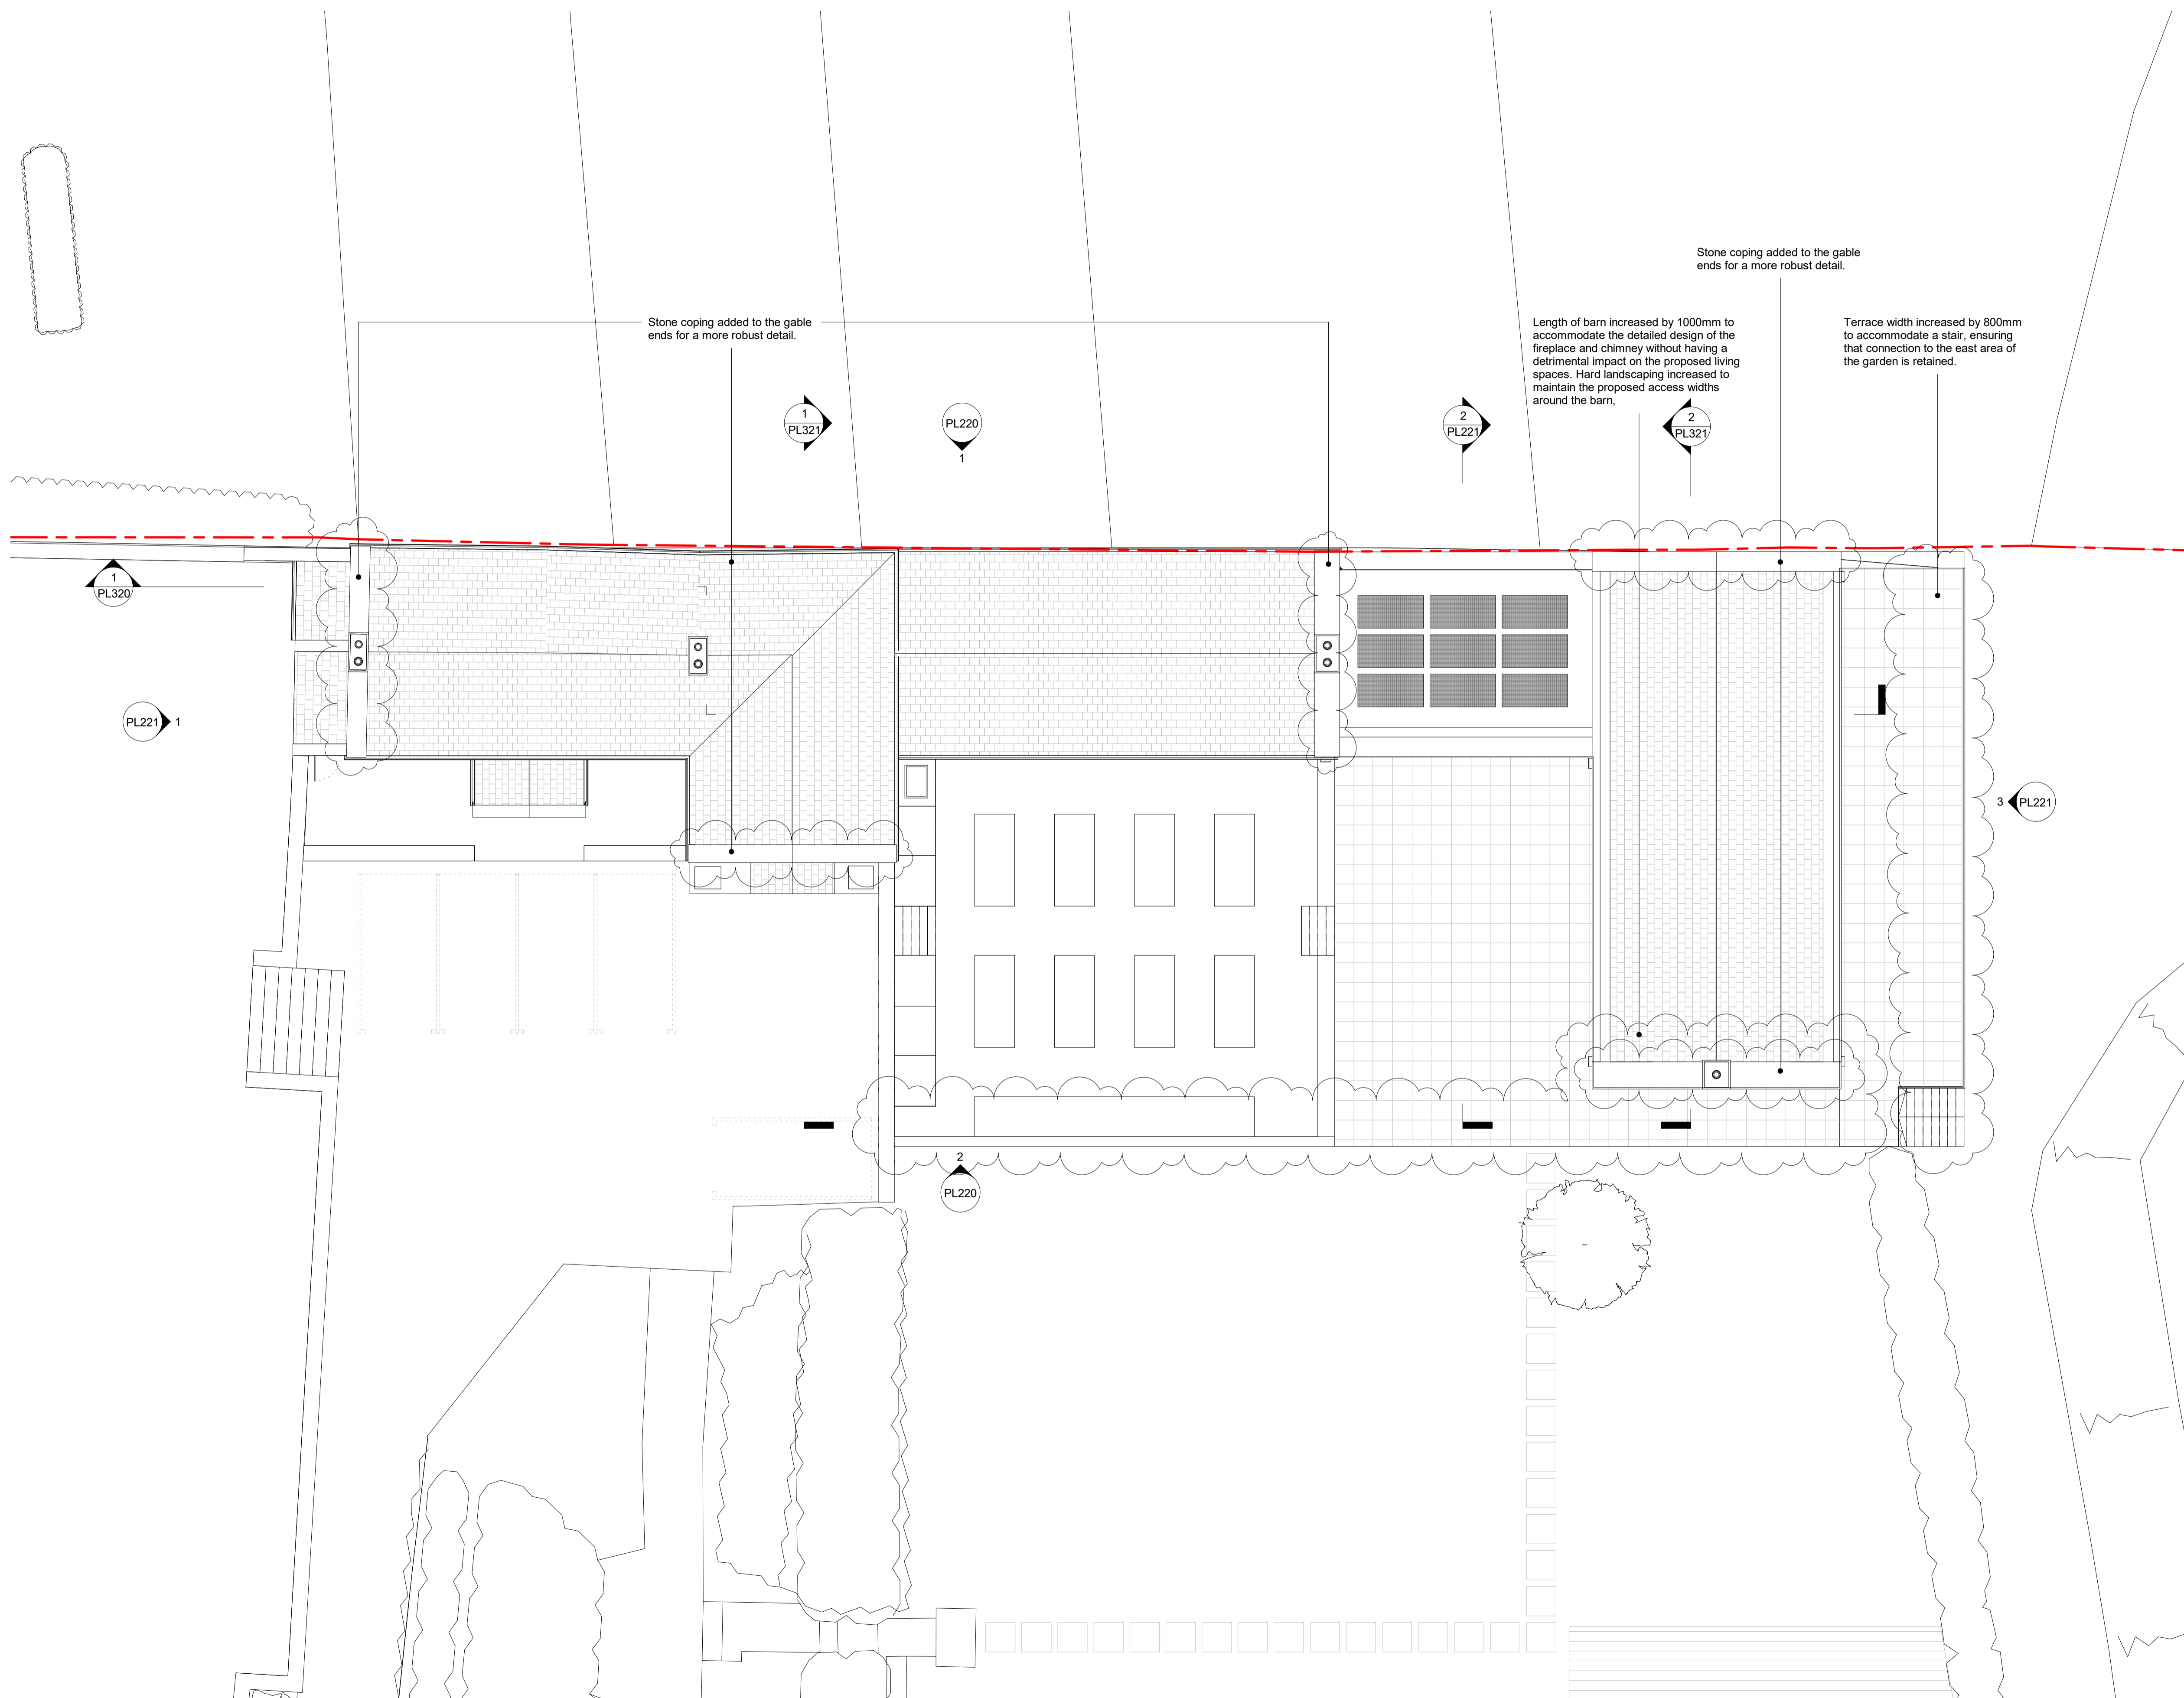 Stone coping added to the gable
ends for a more robust detail.
Stone coping added to the gable
ends for a more robust detail.
Length of barn increased by 1000mm to
accommodate the detailed design of the
fireplace and chimney without having a
detrimental impact on the proposed living
spaces. Hard landscaping increased to
maintain the proposed access widths
around the barn,
Terrace width increased by 800mm
to accommodate a stair, ensuring
that connection to the east area of
the garden is retained.
1
PL321
PL220
1
2
PL221
2
PL321
1
PL320
PL221 1
3 PL221
2
PL220